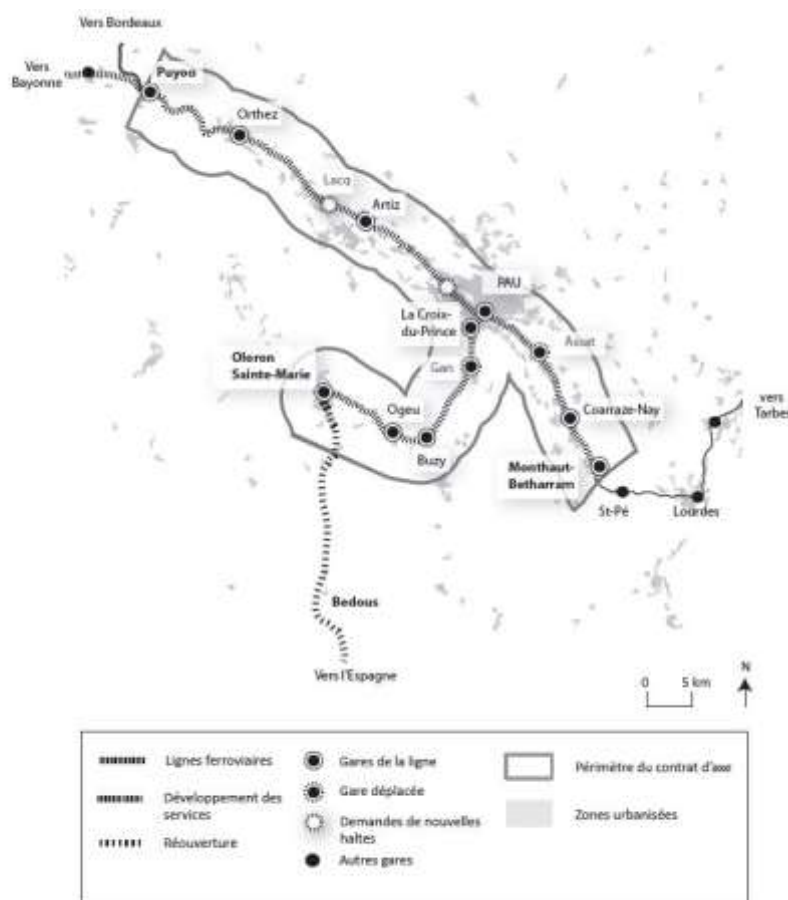 Vers Bordeaux
Vers
Bayonne
Puyoo
Orthez
Lacq
Artiz
PAU
La Croix-
du-Prince
Assat
Gan
Oloron
Sainte-Marie
Ogeu
Buzy
Coarraze-Nay
vers
Tarbes
Monthaut-
Betharram
St-Pé
Lourdes
Bedous
Vers l'Espagne
0 5 km
N
Lignes ferroviaires
Développement des
services
Réouverture
Gares de la ligne
Gare déplacée
Demandes de nouvelles
haltes
Autres gares
Périmètre du contrat d'axe
Zones urbanisées